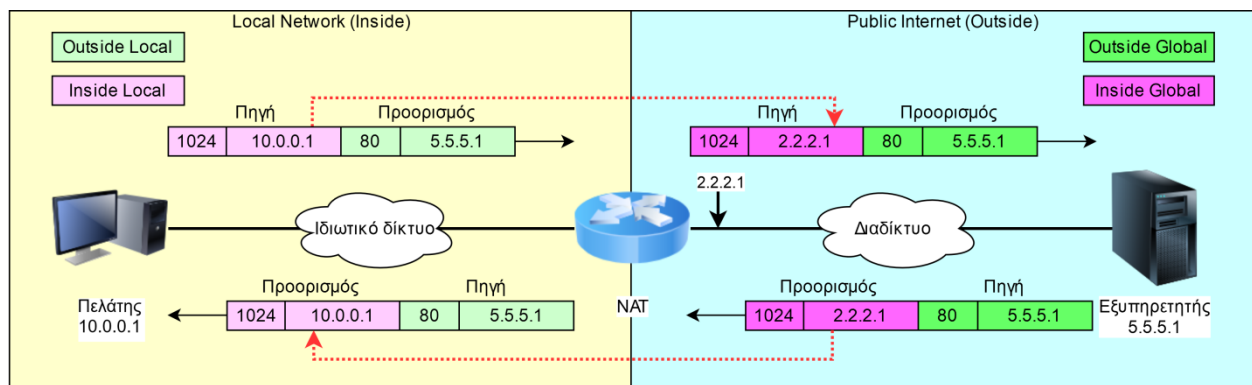 Local Network (Inside)
Public Internet (Outside)
Outside Local
Inside Local
Outside Global
Inside Global
Πηγή Προορισμός
1024 10.0.0.1 80 5.5.5.1
Πηγή Προορισμός
1024 2.2.2.1 80 5.5.5.1
2.2.2.1
Ιδιωτικό δίκτυο
Διαδίκτυο
Πελάτης
10.0.0.1
Προορισμός Πηγή
1024 10.0.0.1 80 5.5.5.1
NAT
Προορισμός Πηγή
1024 2.2.2.1 80 5.5.5.1
Εξυπηρετητής
5.5.5.1